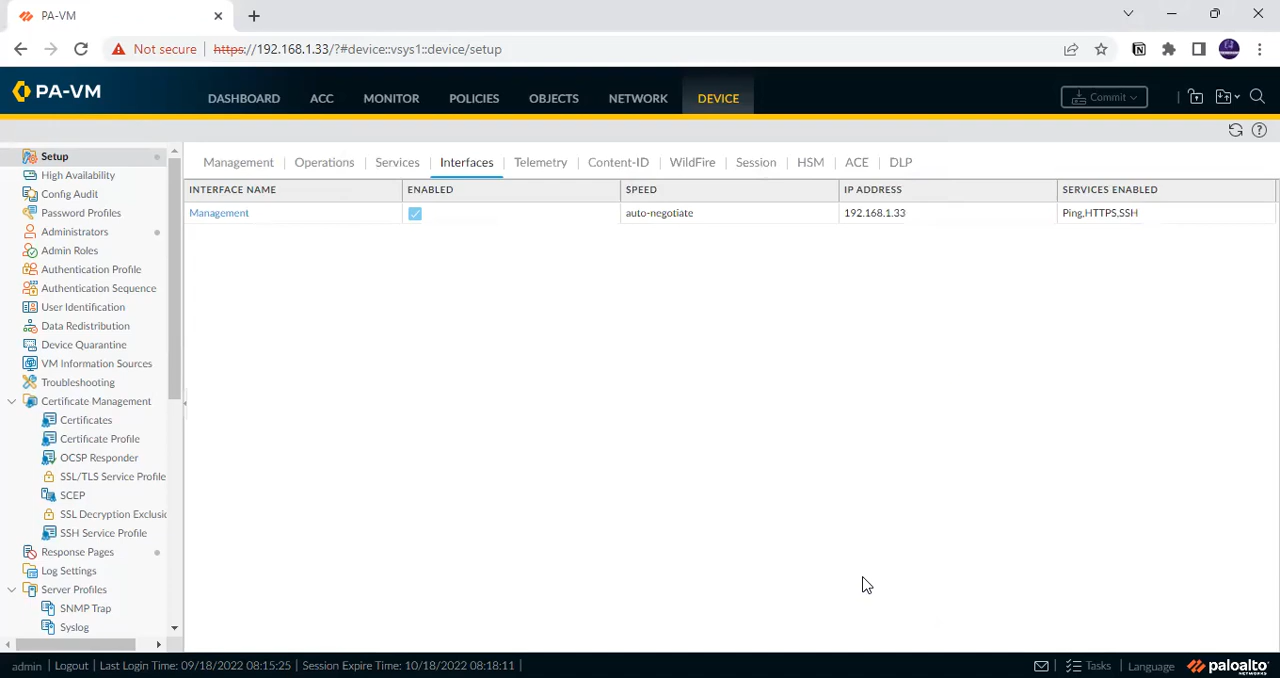 PA-VM
Not secure | https://192.168.1.33/?#device::vsys1::device/setup
PA-VM
DASHBOARD ACC MONITOR POLICIES OBJECTS NETWORK DEVICE Commit
Management Operations Services Interfaces Telemetry Content-ID WildFire Session HSM ACE DLP
INTERFACE NAME ENABLED SPEED IP ADDRESS SERVICES ENABLED
Management auto-negotiate 192.168.1.33 Ping,HTTPS,SSH
Setup
High Availability
Config Audit
Password Profiles
Administrators
Admin Roles
Authentication Profile
Authentication Sequence
User Identification
Data Redistribution
Device Quarantine
VM Information Sources
Troubleshooting
Certificate Management
Certificates
Certificate Profile
OCSP Responder
SSL/TLS Service Profile
SCEP
SSL Decryption Exclusic
SSH Service Profile
Response Pages
Log Settings
Server Profiles
SNMP Trap
Syslog
admin | Logout | Last Login Time: 09/18/2022 08:15:25 | Session Expire Time: 10/18/2022 08:18:11 | Tasks | Language paloalto
NETWORKS